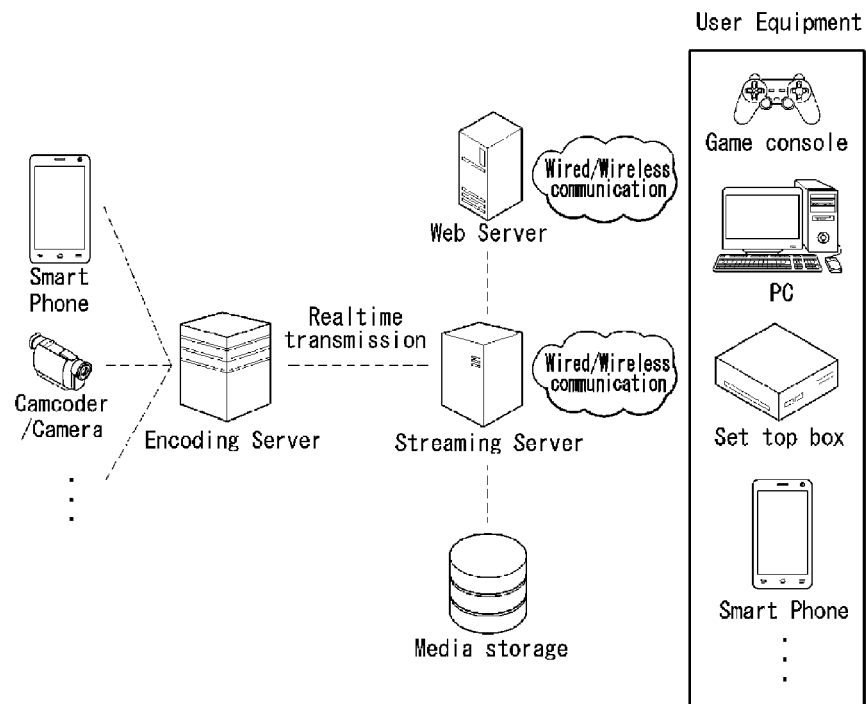 User Equipment
Game console
Wired/Wireless
communication
Web Server
PC
Smart
Phone
Realtime
transmission
Wired/Wireless
communication
Camcoder
/Camera
Encoding Server
Streaming Server
Set top box
Smart Phone
Media storage